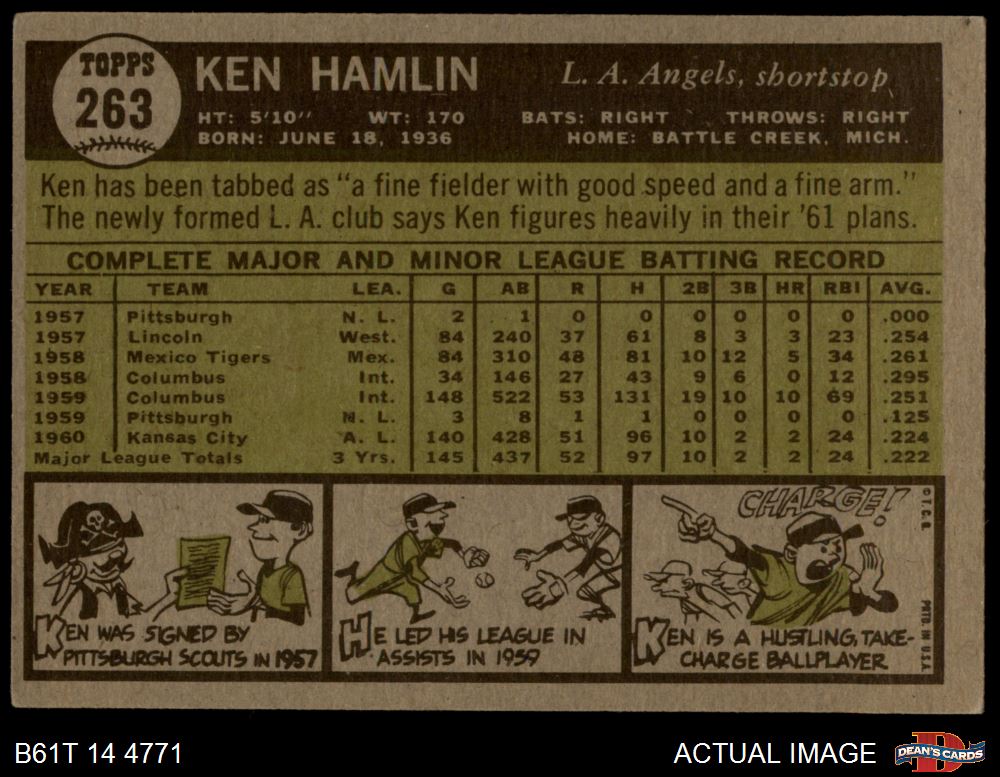 TOPPS
263
KEN HAMLIN
L. A. Angels, shortstop
HT: 5'10" WT: 170 BATS: RIGHT THROWS: RIGHT
BORN: JUNE 18, 1936 HOME: BATTLE CREEK, MICH.
Ken has been tabbed as "a fine fielder with good speed and a fine arm."
The newly formed L. A. club says Ken figures heavily in their '61 plans.
COMPLETE MAJOR AND MINOR LEAGUE BATTING RECORD
YEAR TEAM LEA. G AB R H 2B 3B HR RBI AVG.
1957 Pittsburgh N. L. 2 1 0 0 0 0 0 0 .000
1957 Lincoln West. 84 240 37 61 8 3 3 23 .254
1958 Mexico Tigers Mex. 84 310 48 81 10 12 5 34 .261
1958 Columbus Int. 34 146 27 43 9 6 0 12 .295
1959 Columbus Int. 148 522 53 131 19 10 10 69 .251
1959 Pittsburgh N. L. 3 8 1 1 0 0 0 0 .125
1960 Kansas City A. L. 140 428 51 96 10 2 2 24 .224
Major League Totals 3 Yrs. 145 437 52 97 10 2 2 24 .222
KEN WAS SIGNED BY
PITTSBURGH SCOUTS IN 1957
HE LED HIS LEAGUE IN
ASSISTS IN 1959
CHARGE!
KEN IS A HUSTLING, TAKE-
CHARGE BALLPLAYER
© T.C.G. PRTD. IN U.S.A.
B61T 14 4771
ACTUAL IMAGE
DEAN'S CARDS